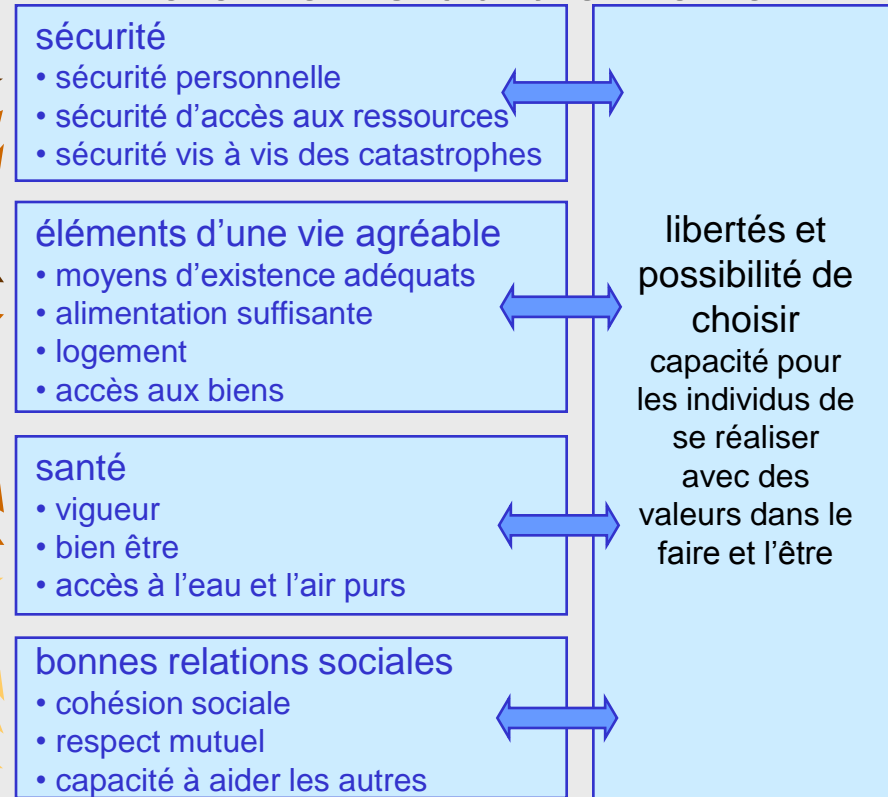 sécurité
• sécurité personnelle
• sécurité d'accès aux ressources
• sécurité vis à vis des catastrophes
éléments d'une vie agréable
• moyens d'existence adéquats
• alimentation suffisante
• logement
• accès aux biens
santé
• vigueur
• bien être
• accès à l'eau et l'air purs
bonnes relations sociales
• cohésion sociale
• respect mutuel
• capacité à aider les autres
libertés et
possibilité de
choisir
capacité pour
les individus de
se réaliser
avec des
valeurs dans le
faire et l'être